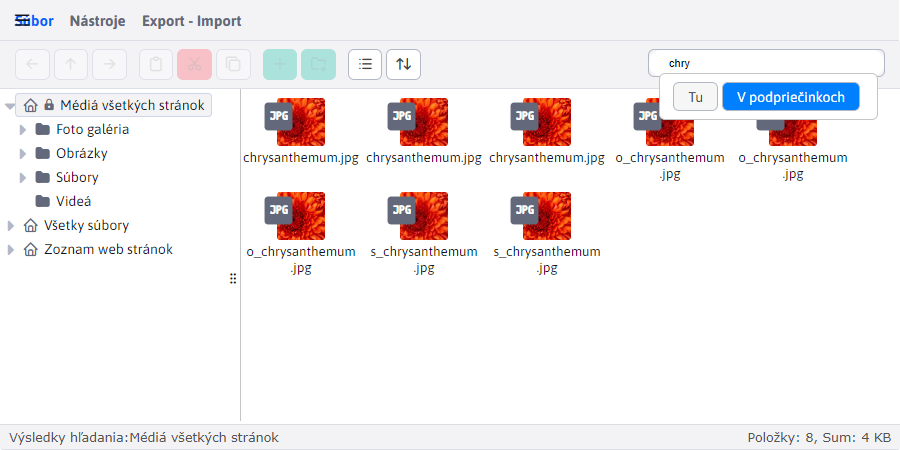 Súbor Nástroje Export - Import
chry
Tu V podpriečinkoch
Médiá všetkých stránok
Foto galéria
Obrázky
Súbory
Videá
Všetky súbory
Zoznam web stránok
JPG JPG JPG JPG
chrysanthemum.jpg chrysanthemum.jpg chrysanthemum.jpg o_chrysanthemum o_chrysanthemum
.jpg .jpg
JPG JPG JPG
o_chrysanthemum s_chrysanthemum s_chrysanthemum
.jpg .jpg .jpg
Výsledky hľadania:Médiá všetkých stránok Položky: 8, Sum: 4 KB